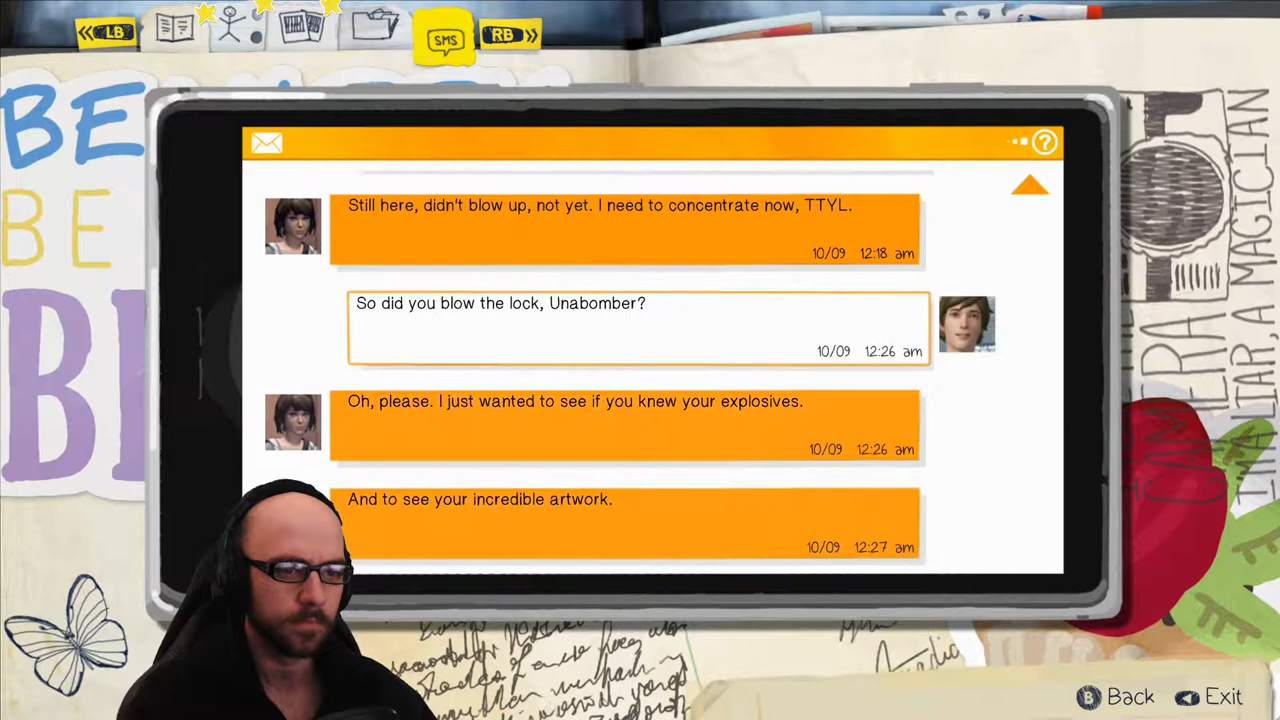 LB
SMS
RB
BE
BE
Still here, didn't blow up, not yet. I need to concentrate now, TTYL.
10/09 12:18 am
So did you blow the lock, Unabomber?
10/09 12:26 am
Oh, please. I just wanted to see if you knew your explosives.
10/09 12:26 am
And to see your incredible artwork.
10/09 12:27 am
CAMERA
LIAR, A MAGICIAN
B Back
Exit